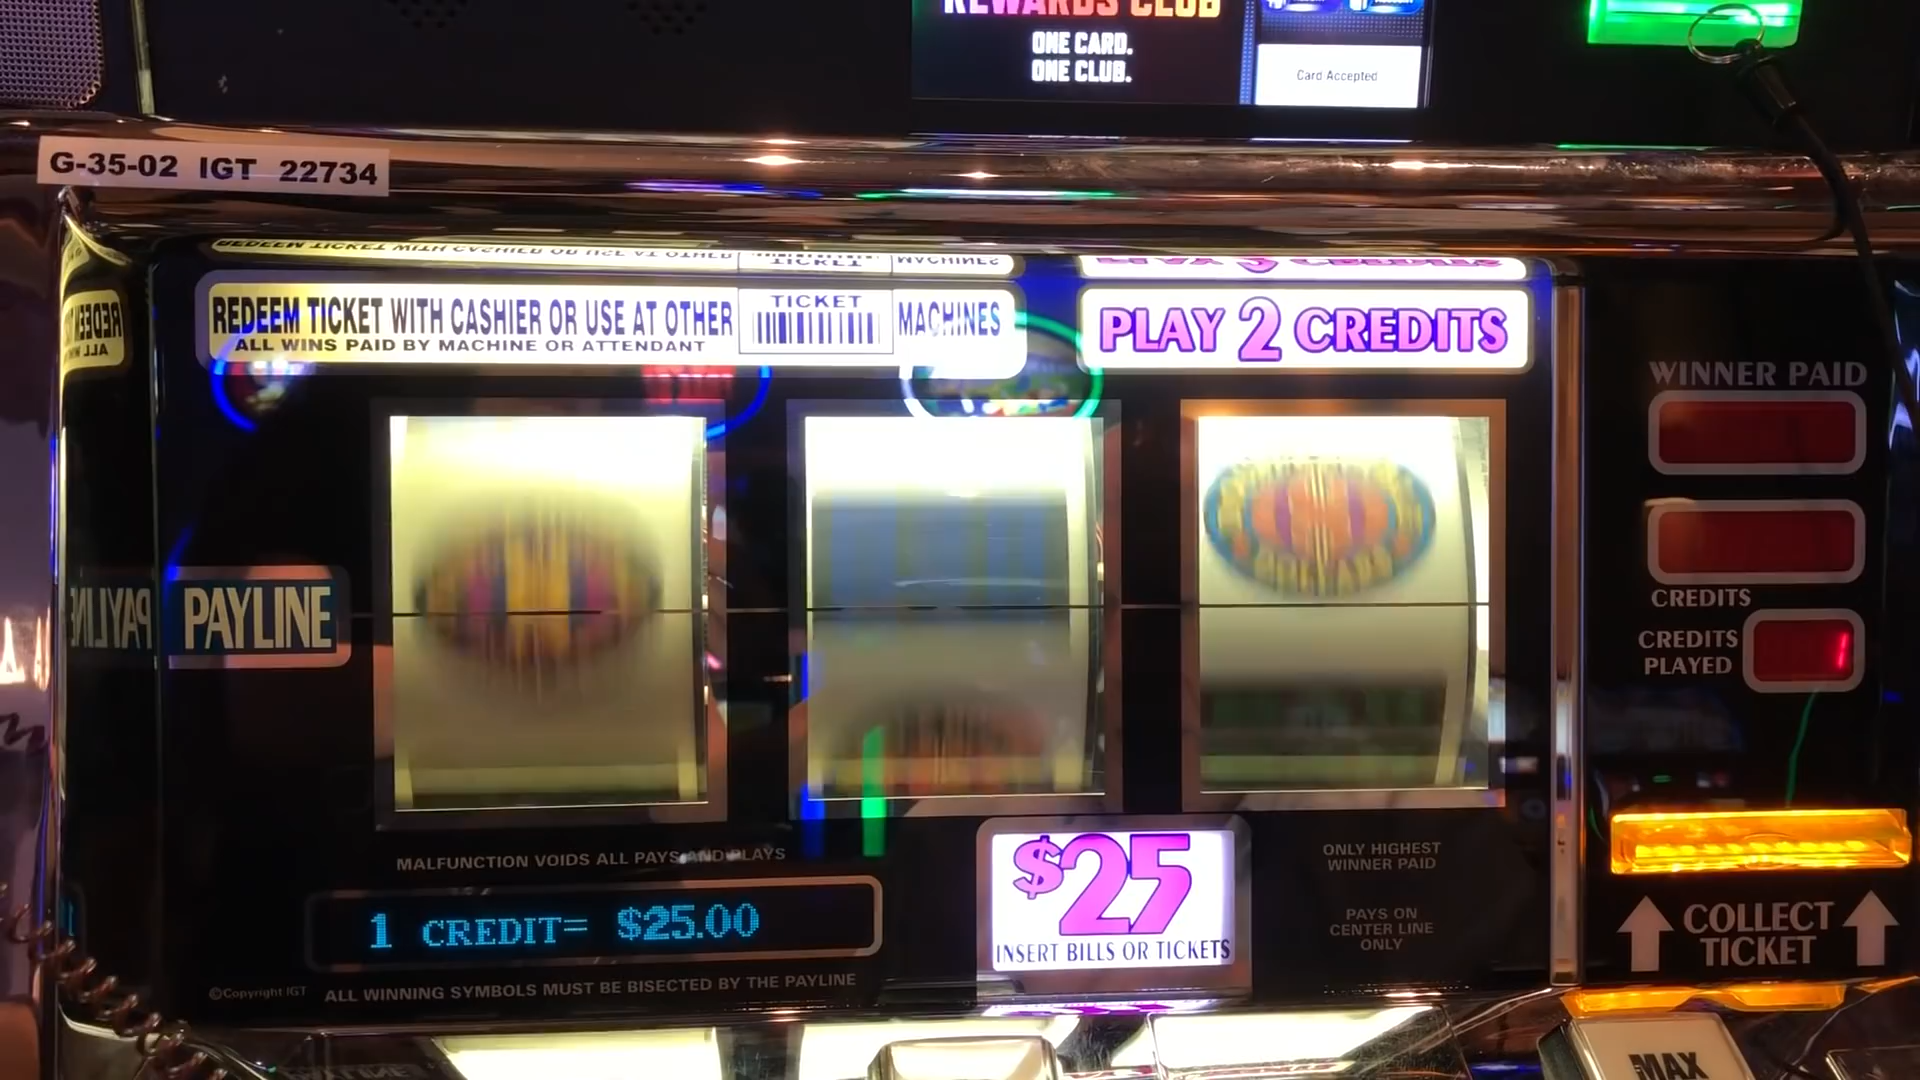 REWARDS CLUB
ONE CARD.
ONE CLUB.
Card Accepted
G-35-02 IGT 22734
REDEEM TICKET WITH CASHIER OR USE AT OTHER
TICKET
MACHINES
ALL WINS PAID BY MACHINE OR ATTENDANT
PLAY 2 CREDITS
WINNER PAID
CREDITS
CREDITS
PLAYED
1
PAYLINE
MALFUNCTION VOIDS ALL PAYS AND PLAYS
1 CREDIT= $25.00
$25
INSERT BILLS OR TICKETS
ONLY HIGHEST
WINNER PAID
PAYS ON
CENTER LINE
ONLY
COLLECT
TICKET
©Copyright IGT
ALL WINNING SYMBOLS MUST BE BISECTED BY THE PAYLINE
MAX